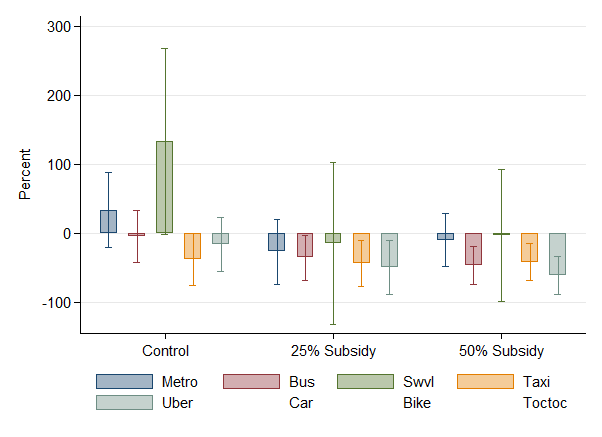 300
200
100
0
-100
Percent
Control 25% Subsidy 50% Subsidy
Metro Bus Swvl Taxi
Uber Car Bike Toctoc